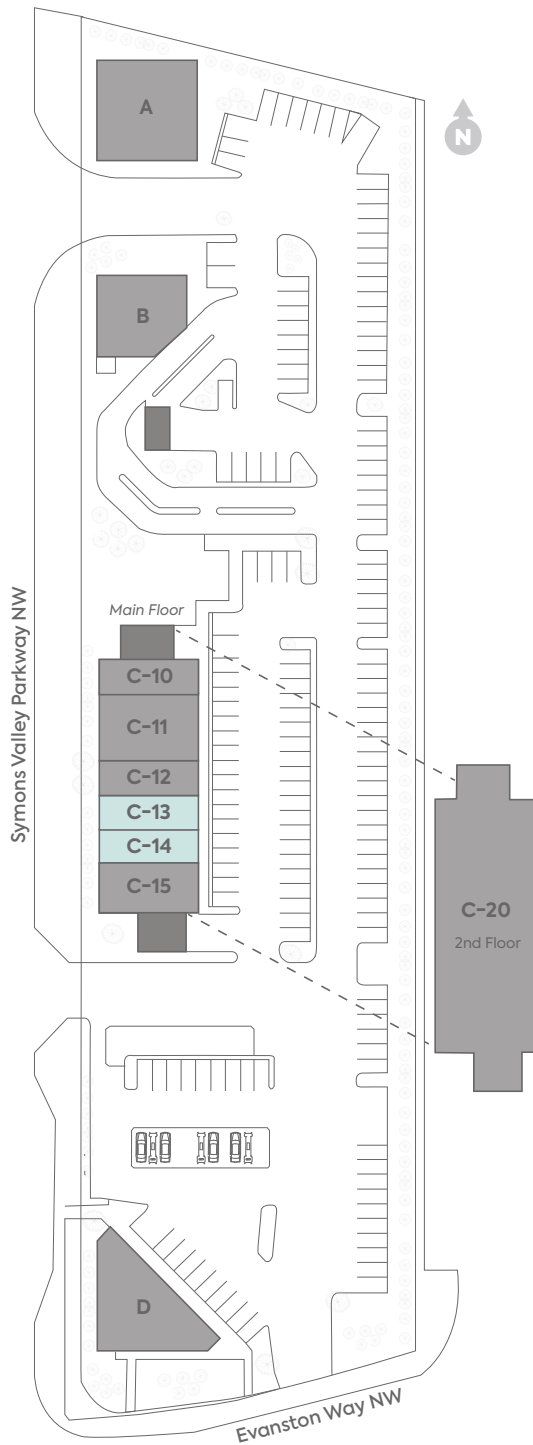 A
N
B
Symons Valley Parkway NW
Main Floor
C-10
C-11
C-12
C-13
C-14
C-15
C-20
2nd Floor
D
Evanston Way NW